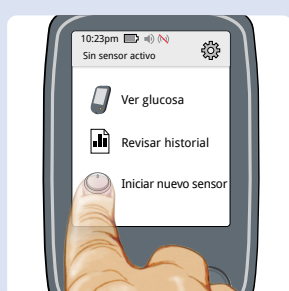 10:23pm
Sin sensor activo
Ver glucosa
Revisar historial
Iniciar nuevo sensor